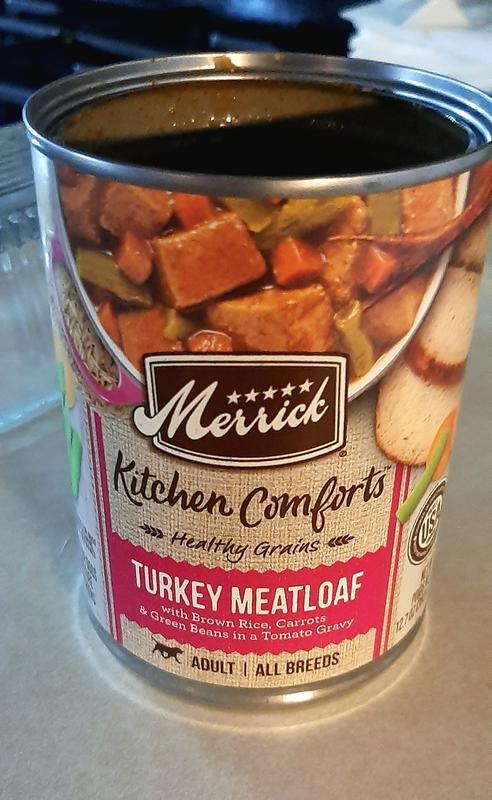 Merrick
®
Kitchen Comforts™
Healthy Grains
TURKEY MEATLOAF
with Brown Rice, Carrots
& Green Beans in a Tomato Gravy
ADULT | ALL BREEDS
USA